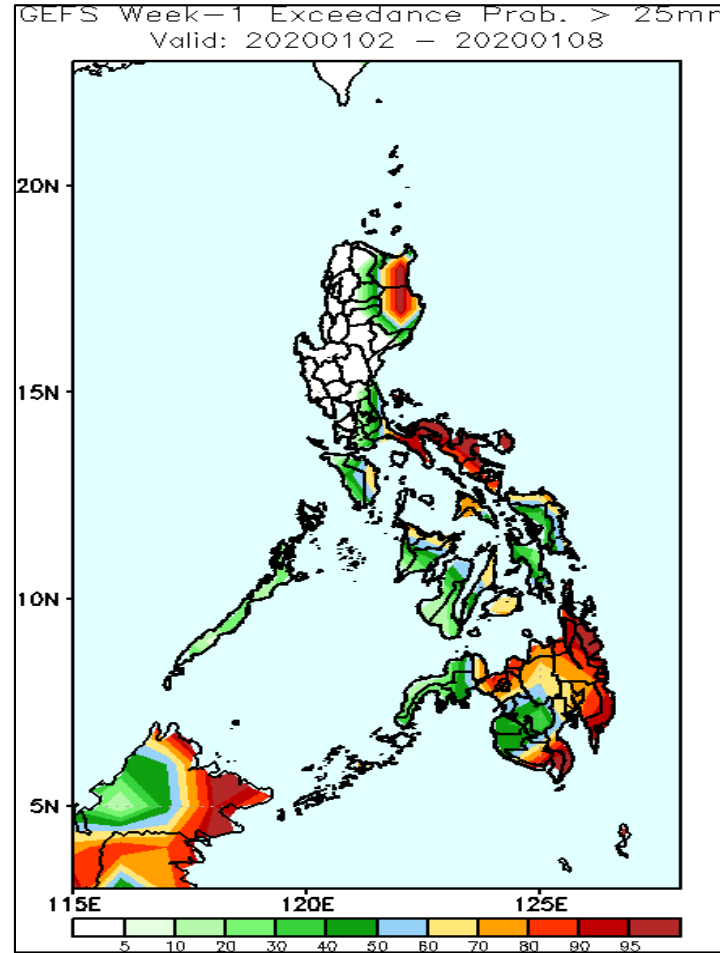 GEFS Week-1 Exceedance Prob. > 25mm
Valid: 20200102 - 20200108
20N
15N
10N
5N
115E 120E 125E
5 10 20 30 40 50 60 70 80 90 95